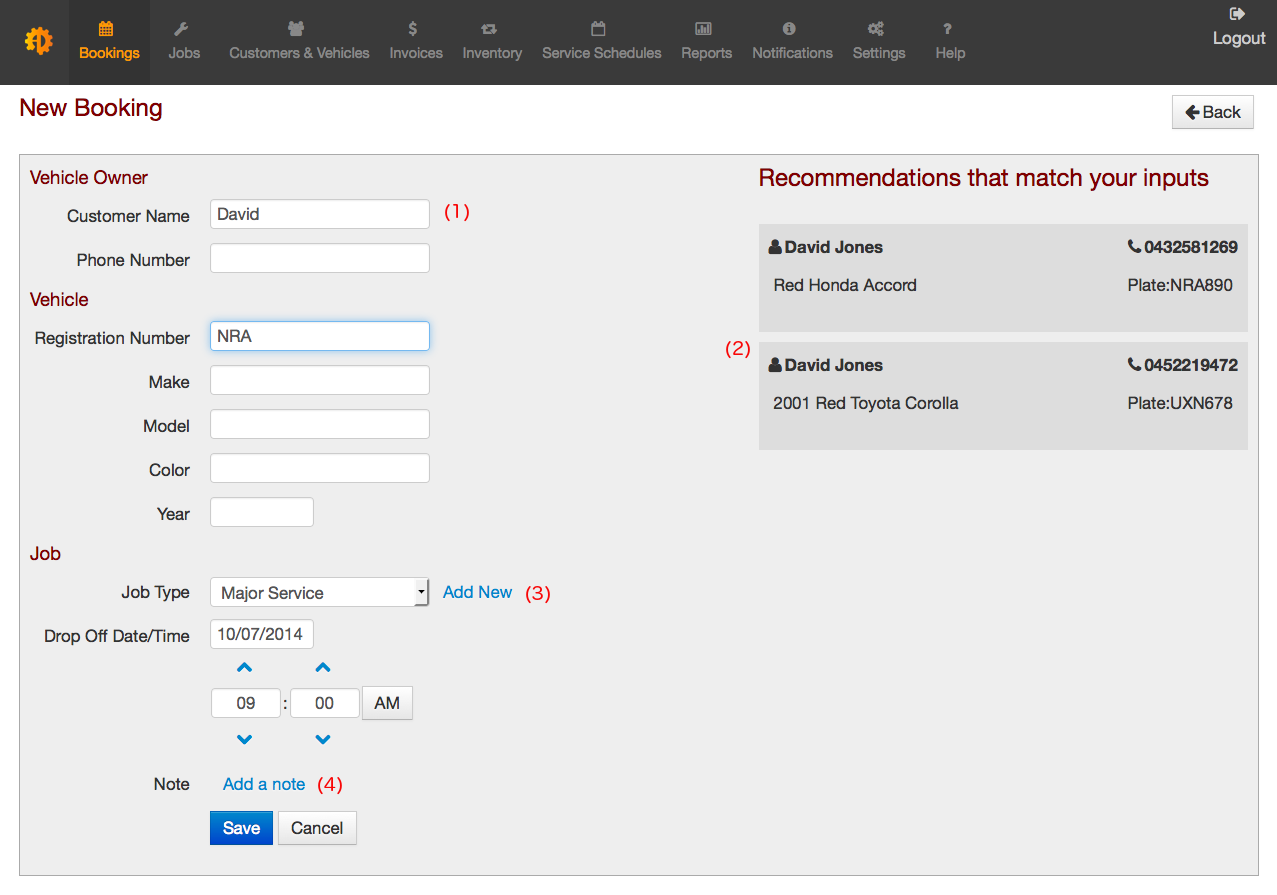 Bookings Jobs Customers & Vehicles Invoices Inventory Service Schedules Reports Notifications Settings Help Logout
New Booking
Back
Vehicle Owner
Customer Name David (1)
Phone Number
Vehicle
Registration Number NRA
Make
Model
Color
Year
Job
Job Type Major Service Add New (3)
Drop Off Date/Time 10/07/2014
09 : 00 AM
Note Add a note (4)
Save Cancel
Recommendations that match your inputs
David Jones 0432581269
Red Honda Accord Plate:NRA890
(2)
David Jones 0452219472
2001 Red Toyota Corolla Plate:UXN678